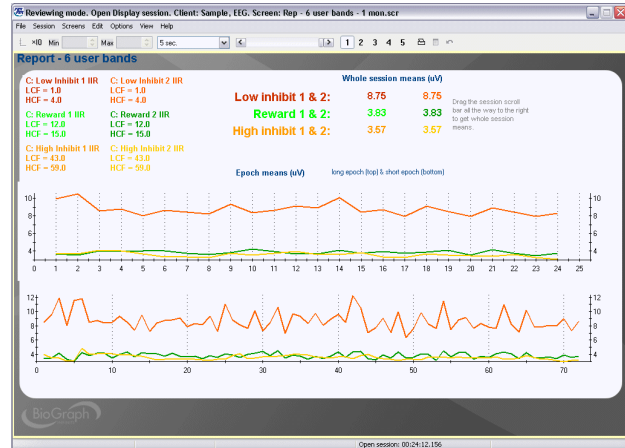 Reviewing mode. Open Display session. Client: Sample, EEG. Screen: Rep - 6 user bands - 1 mon.scr
File Session Screens Edit Options View Help
×10 Min Max 5 sec. 1 2 3 4 5
Report - 6 user bands
C: Low Inhibit 1 IIR C: Low Inhibit 2 IIR
LCF = 1.0 LCF = 1.0
HCF = 4.0 HCF = 4.0
C: Reward 1 IIR C: Reward 2 IIR
LCF = 12.0 LCF = 12.0
HCF = 15.0 HCF = 15.0
C: High Inhibit 1 IIR C: High Inhibit 2 IIR
LCF = 43.0 LCF = 43.0
HCF = 59.0 HCF = 59.0
Whole session means (uV)
Low inhibit 1 & 2: 8.75 8.75
Reward 1 & 2: 3.83 3.83
High inhibit 1 & 2: 3.57 3.57
Drag the session scroll
bar all the way to the right
to get whole session
means.
Epoch means (uV) long epoch (top) & short epoch (bottom)
10 10
8 8
6 6
4 4
0 1 2 3 4 5 6 7 8 9 10 11 12 13 14 15 16 17 18 19 20 21 22 23 24 25
12 12
10 10
8 8
6 6
4 4
0 10 20 30 40 50 60 70
BioGraph
Open session: 00:24:12.156